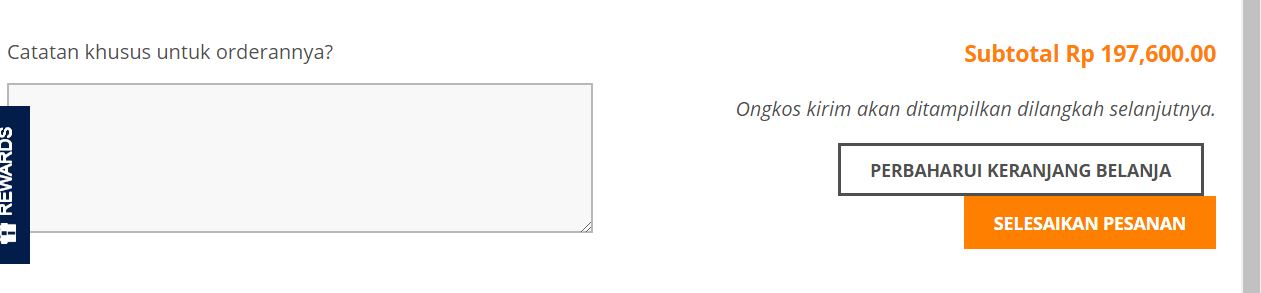 Catatan khusus untuk orderannya?
Subtotal Rp 197,600.00
Ongkos kirim akan ditampilkan dilangkah selanjutnya.
REWARDS
PERBAHARUI KERANJANG BELANJA
SELESAIKAN PESANAN